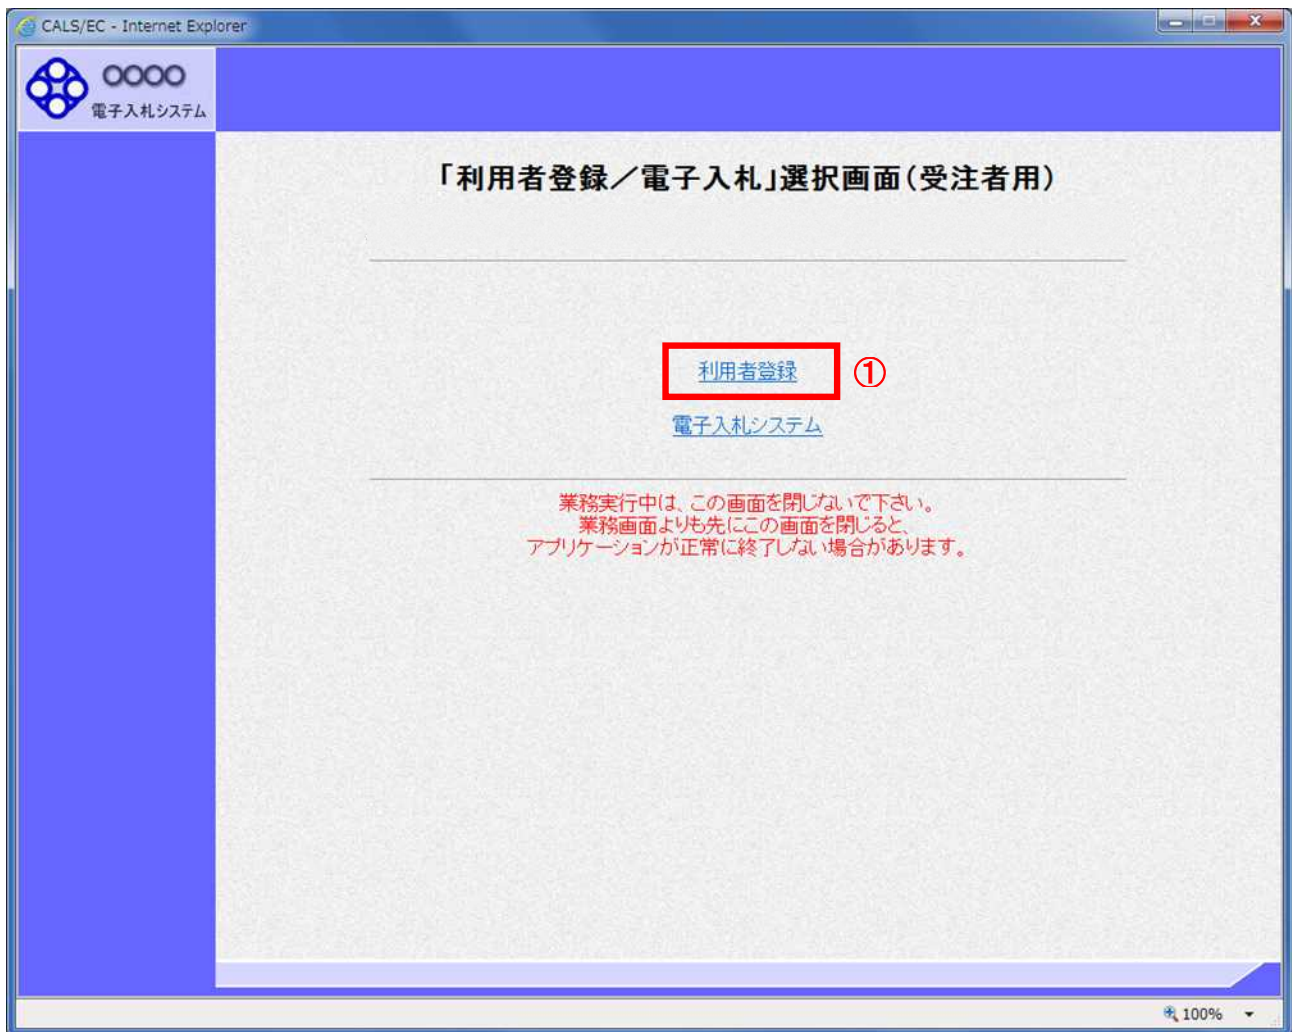 CALS/EC - Internet Explorer
〇〇〇〇
電子入札システム
「利用者登録／電子入札」選択画面(受注者用)
利用者登録 ①
電子入札システム
業務実行中は、この画面を閉じないで下さい。
業務画面よりも先にこの画面を閉じると、
アプリケーションが正常に終了しない場合があります。
100%